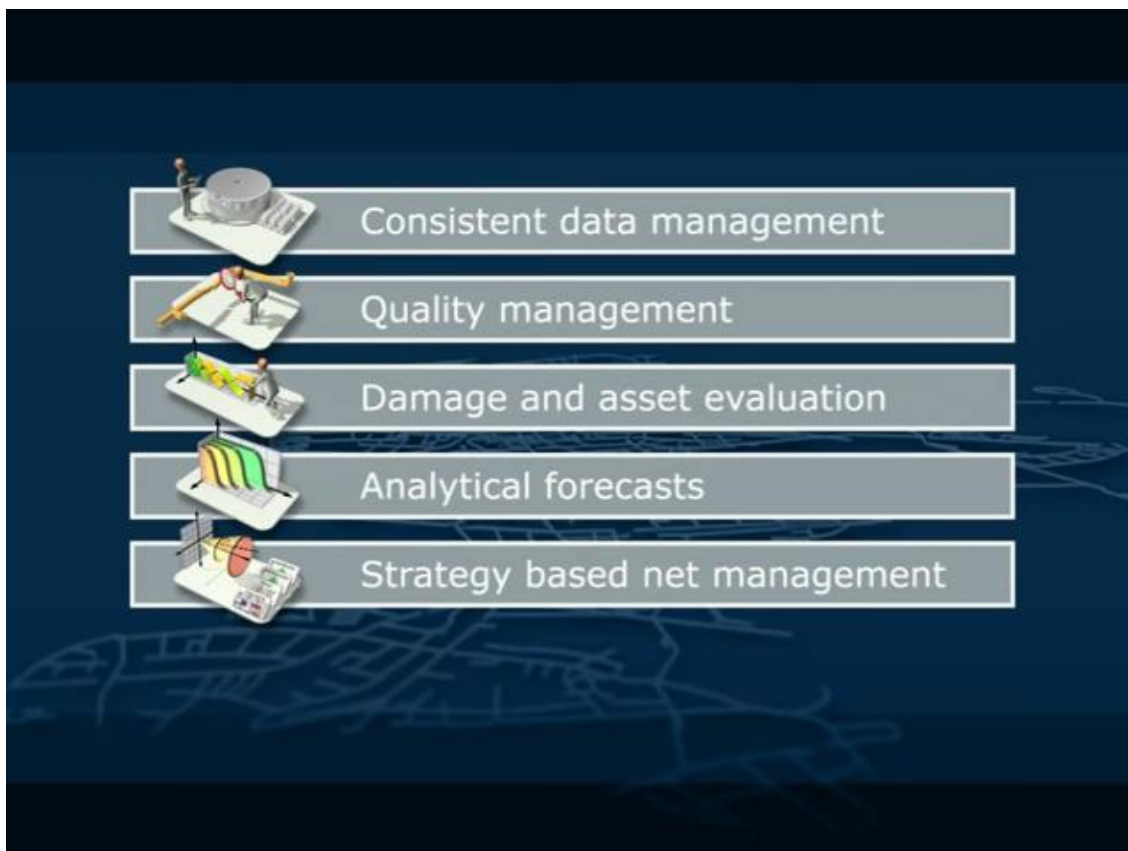 Consistent data management
Quality management
Damage and asset evaluation
Analytical forecasts
Strategy based net management